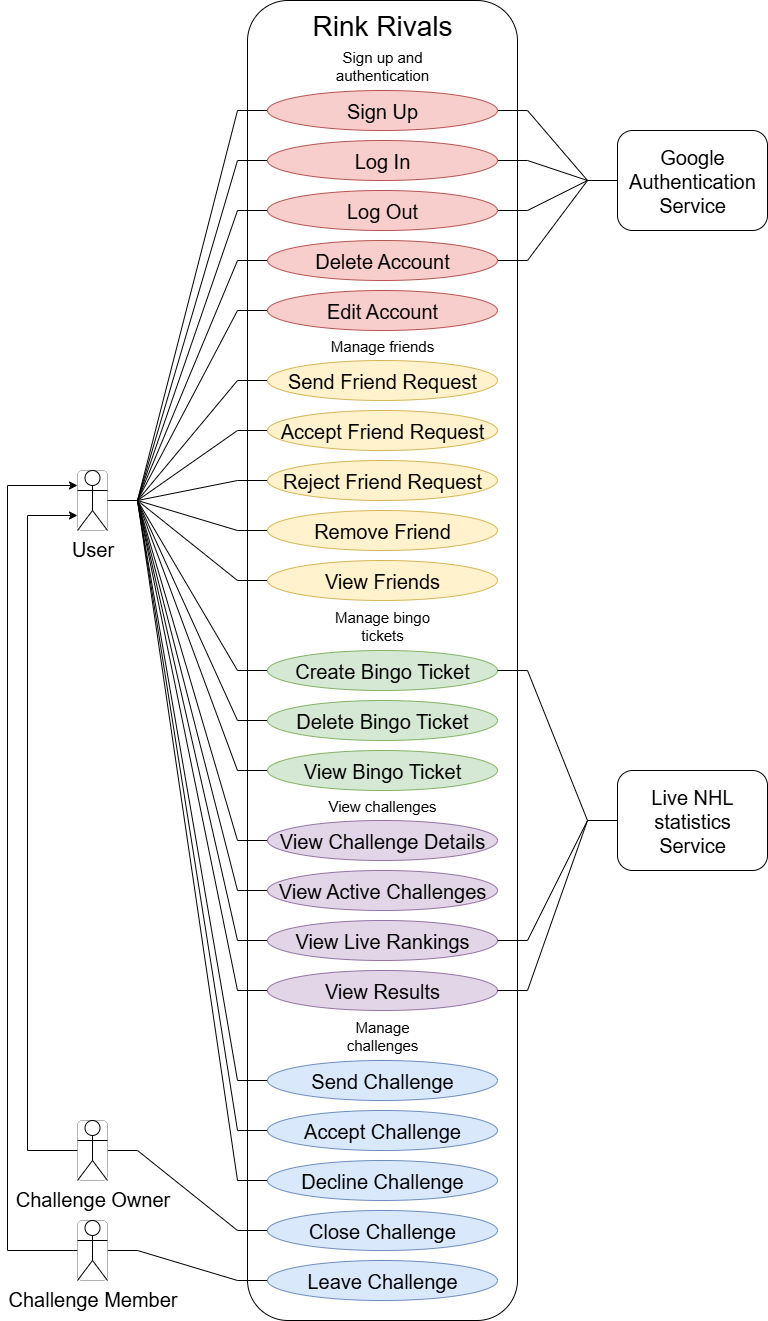 Rink Rivals
Sign up and
authentication
Sign Up
Log In
Log Out
Delete Account
Edit Account
Google
Authentication
Service
Manage friends
Send Friend Request
Accept Friend Request
Reject Friend Request
Remove Friend
View Friends
User
Manage bingo
tickets
Create Bingo Ticket
Delete Bingo Ticket
View Bingo Ticket
View challenges
View Challenge Details
View Active Challenges
View Live Rankings
View Results
Live NHL
statistics
Service
Manage
challenges
Send Challenge
Accept Challenge
Decline Challenge
Close Challenge
Leave Challenge
Challenge Owner
Challenge Member